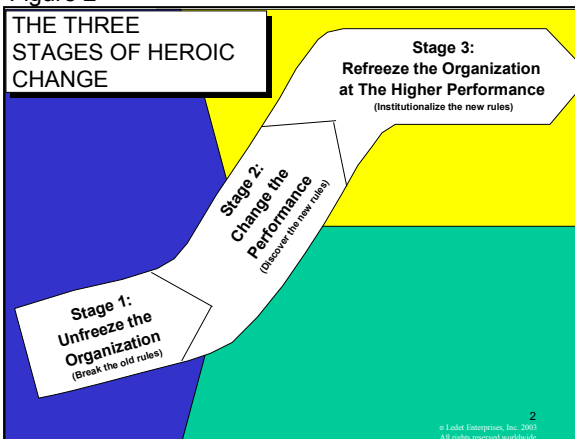 Figure 2
THE THREE
STAGES OF HEROIC
CHANGE
Stage 3:
Refreeze the Organization
at The Higher Performance
(Institutionalize the new rules)
Stage 2:
Change the
Performance
(Discover the new rules)
Stage 1:
Unfreeze the
Organization
(Break the old rules)
2
© Ledet Enterprises, Inc. 2003
All rights reserved worldwide